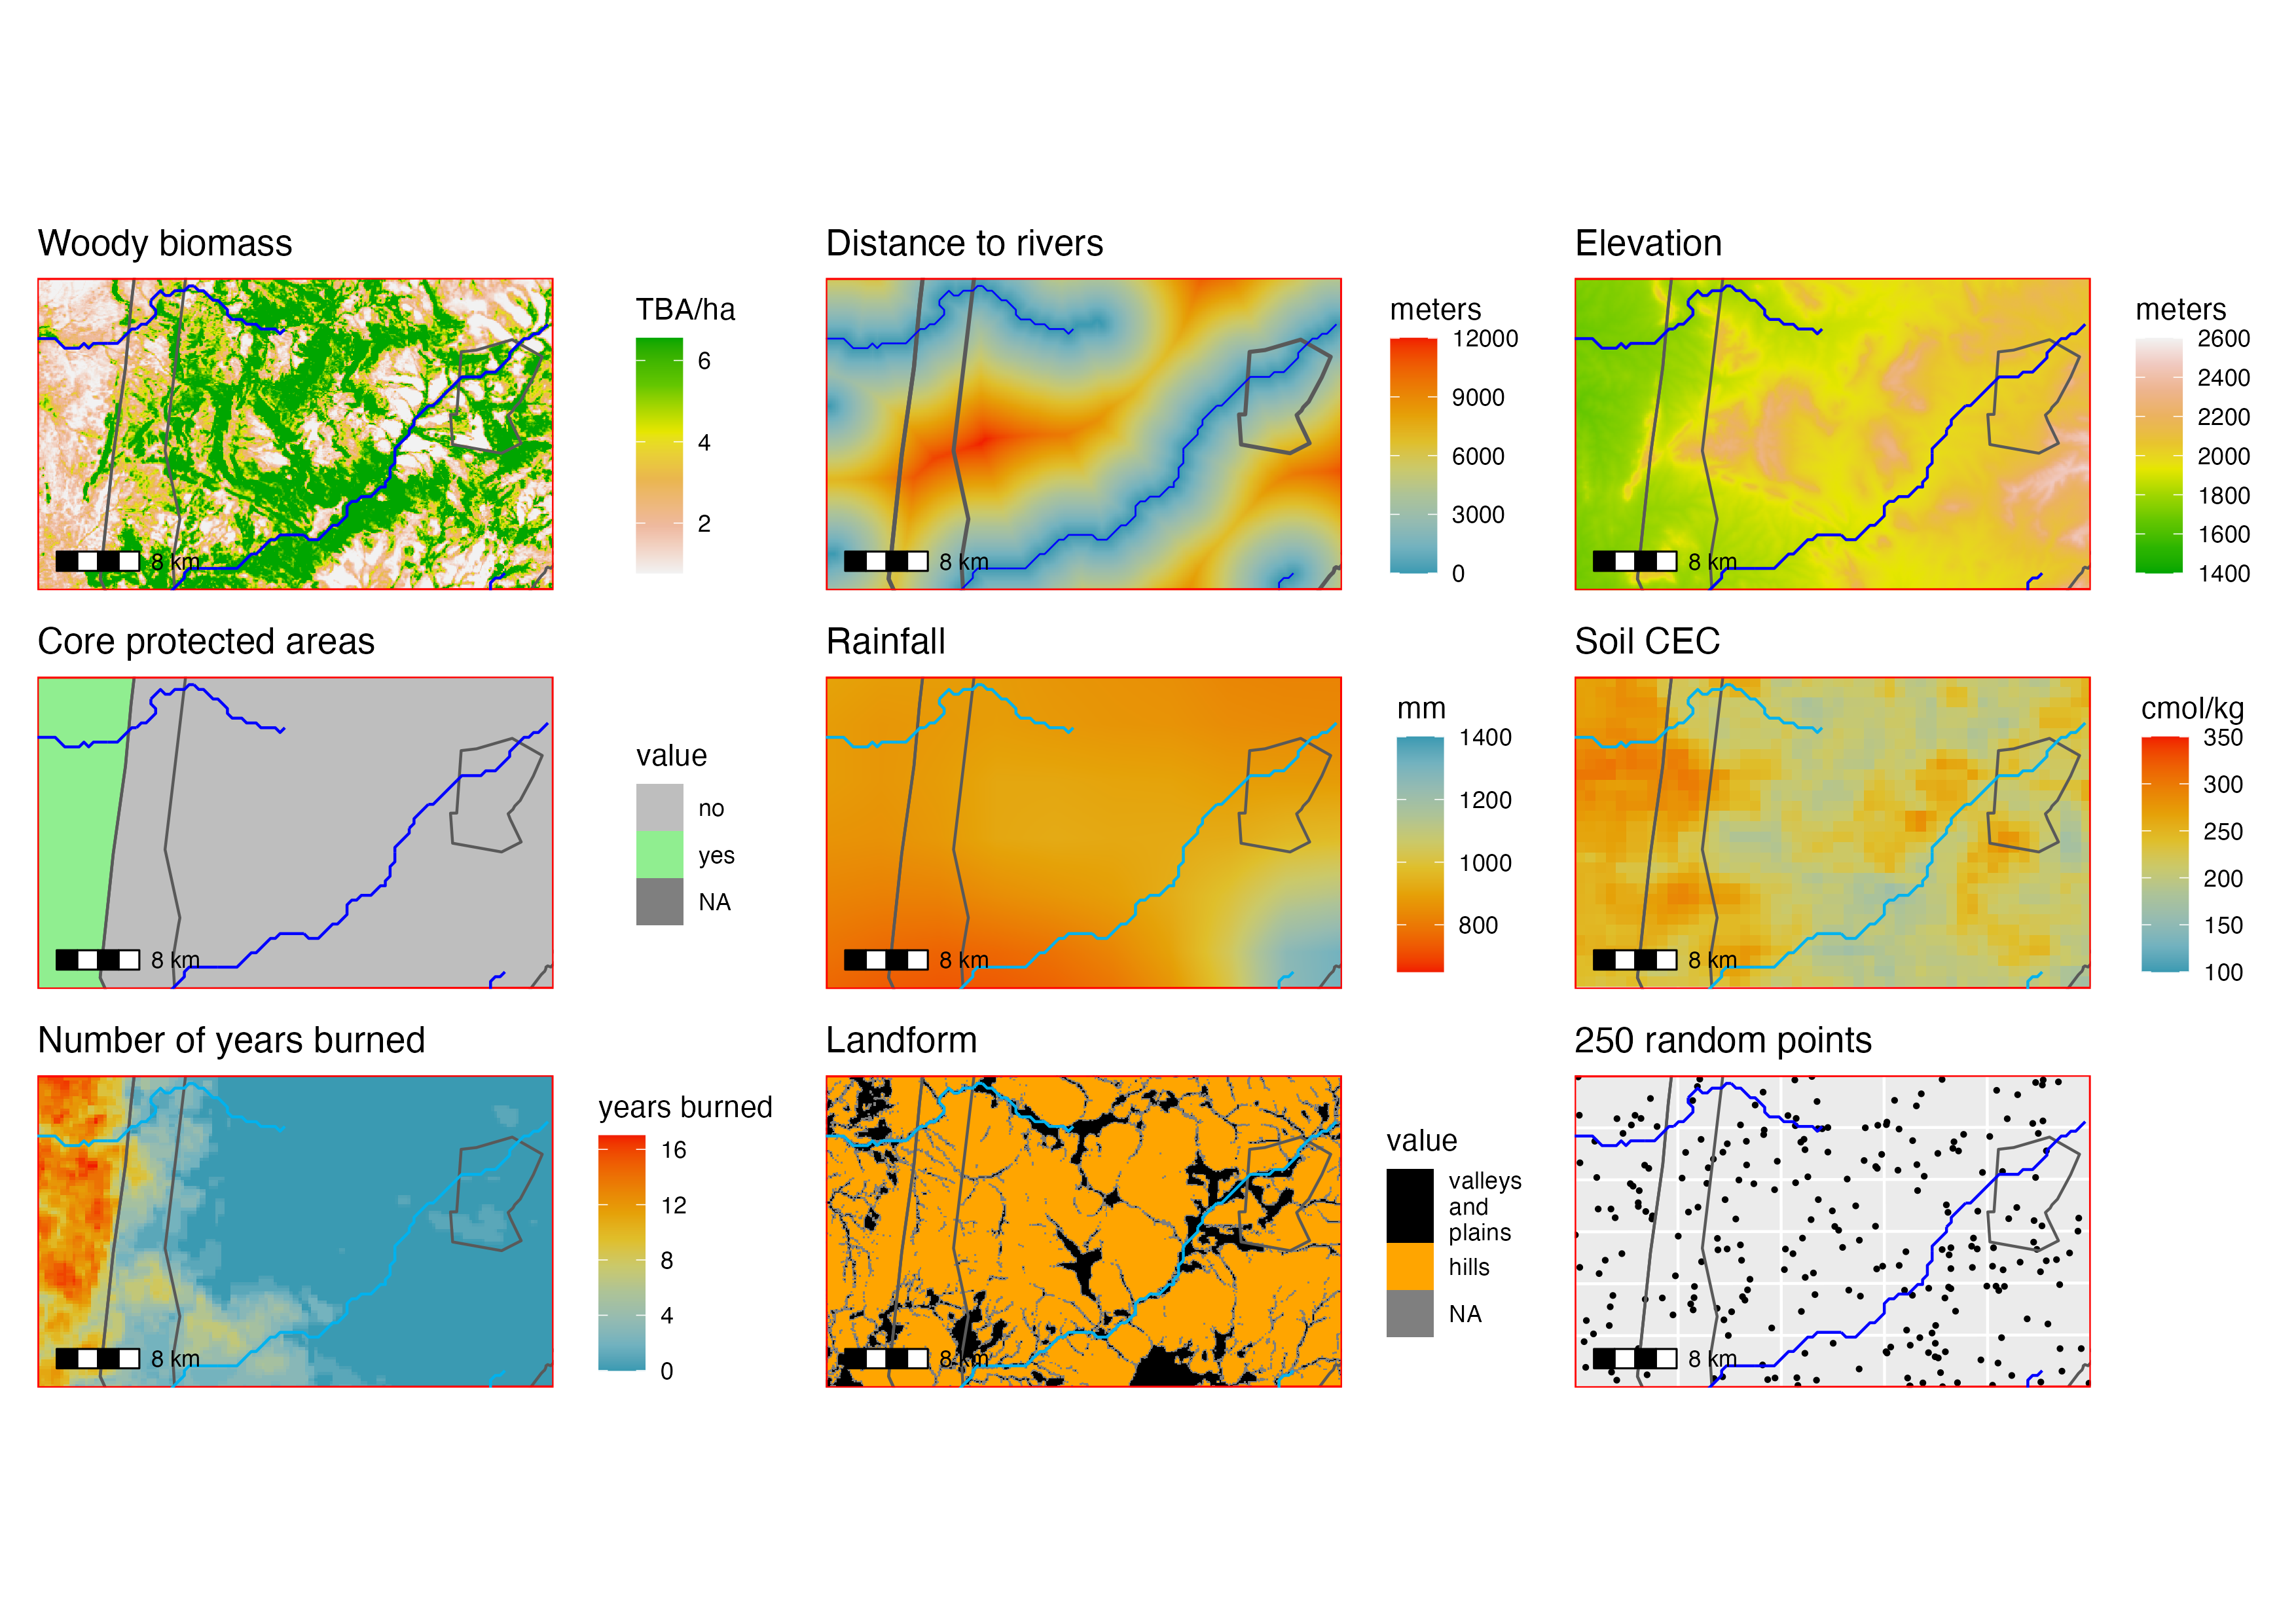 Woody biomass
TBA/ha
6
4
2
8 km
Distance to rivers
meters
12000
9000
6000
3000
0
8 km
Elevation
meters
2600
2400
2200
2000
1800
1600
1400
8 km
Core protected areas
value
no
yes
NA
8 km
Rainfall
mm
1400
1200
1000
800
8 km
Soil CEC
cmol/kg
350
300
250
200
150
100
8 km
Number of years burned
years burned
16
12
8
4
0
8 km
Landform
value
valleys
and
plains
hills
NA
8 km
250 random points
8 km